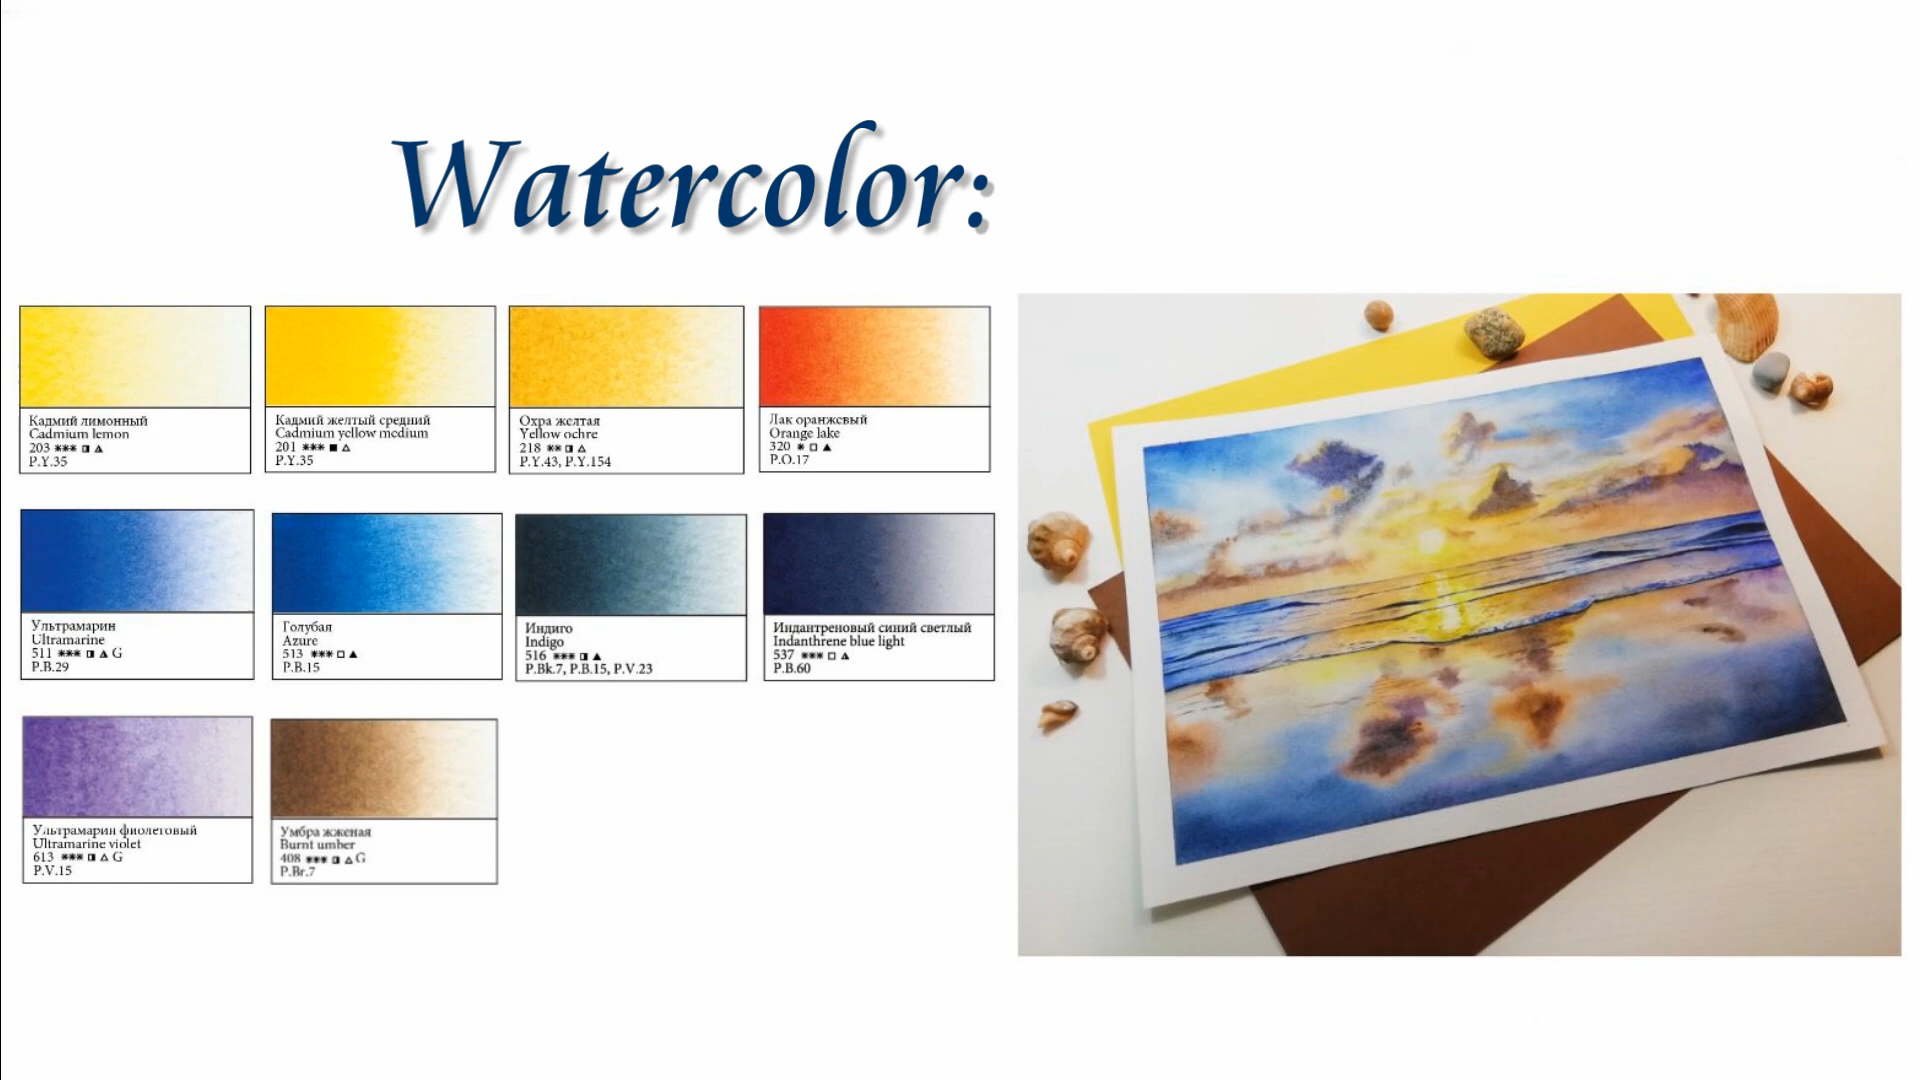 Watercolor:
Кадмий лимонный
Cadmium lemon
203 *** ◨ ◮
P.Y.35
Кадмий желтый средний
Cadmium yellow medium
201 *** ■ △
P.Y.35
Охра желтая
Yellow ochre
218 ** ◨ △
P.Y.43, P.Y.154
Лак оранжевый
Orange lake
320 * □ ▲
P.O.17
Ультрамарин
Ultramarine
511 *** ◨ ◮ G
P.B.29
Голубая
Azure
513 *** □ ▲
P.B.15
Индиго
Indigo
516 *** ◨ ▲
P.Bk.7, P.B.15, P.V.23
Индантреновый синий светлый
Indanthrene blue light
537 *** □ ◮
P.B.60
Ультрамарин фиолетовый
Ultramarine violet
613 *** ◨ △ G
P.V.15
Умбра жженая
Burnt umber
408 *** ◨ △ G
P.Br.7